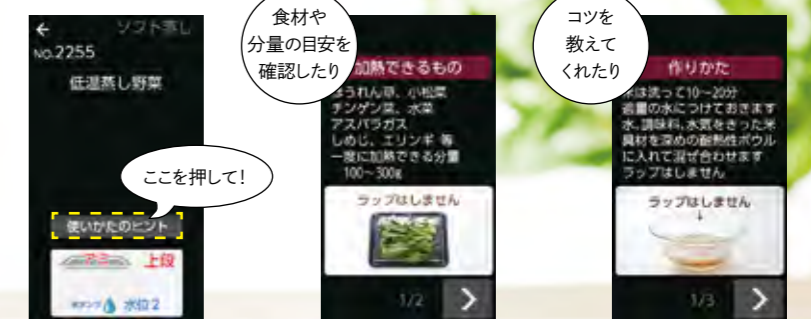 ← ソフト蒸し
NO.2255
低温蒸し野菜
ここを押して!
使いかたのヒント
アミ 上段
水タンク 水位2
食材や
分量の目安を
確認したり
加熱できるもの
ほうれん草、小松菜
チンゲン菜、水菜
アスパラガス
しめじ、エリンギ 等
一度に加熱できる分量
100~300g
ラップはしません
1/2
コツを
教えて
くれたり
作りかた
米は洗って10~20分
適量の水につけておきます
水、調味料、水気をきった米
具材を深めの耐熱性ボウル
に入れて混ぜ合わせます
ラップはしません
ラップはしません
↓
1/3